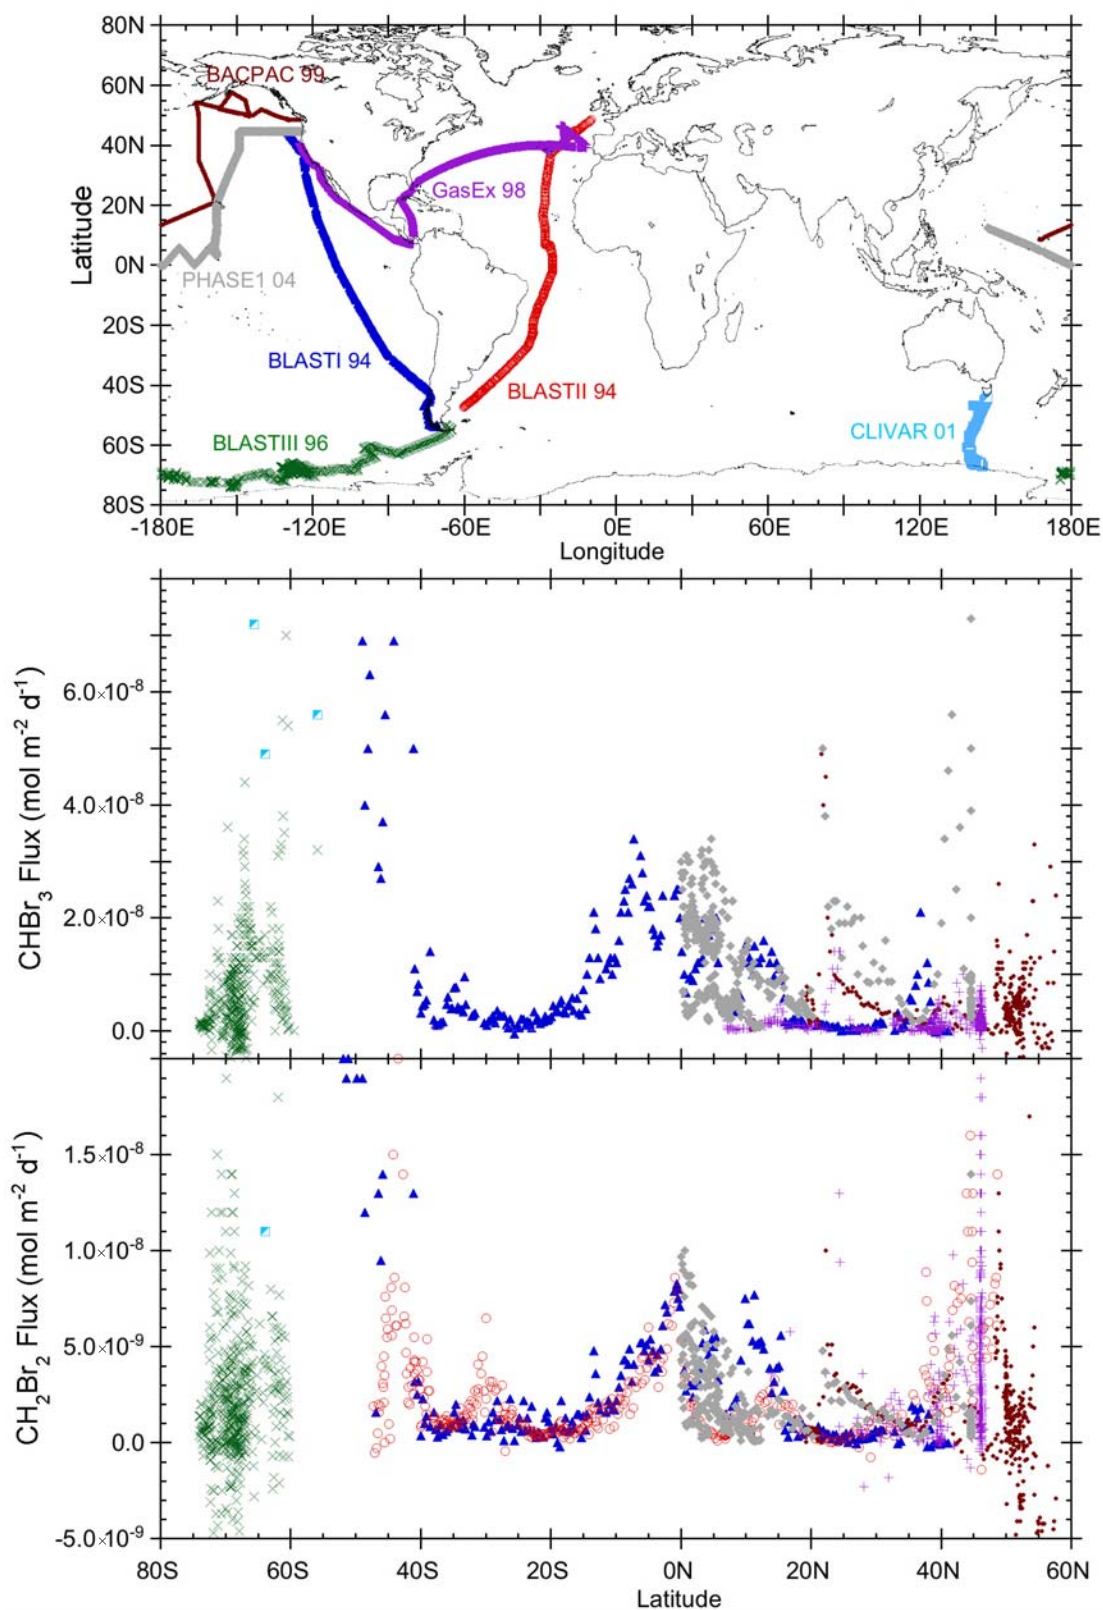 80N
60N
40N
20N
0N
20S
40S
60S
80S
Latitude
BACPAC 99
GasEx 98
PHASE1 04
BLASTI 94
BLASTII 94
BLASTIII 96
CLIVAR 01
-180E -120E -60E 0E 60E 120E 180E
Longitude
CHBr3 Flux (mol m-2 d-1)
6.0×10-8
4.0×10-8
2.0×10-8
0.0
CH2Br2 Flux (mol m-2 d-1)
1.5×10-8
1.0×10-8
5.0×10-9
0.0
-5.0×10-9
80S 60S 40S 20S 0N 20N 40N 60N
Latitude